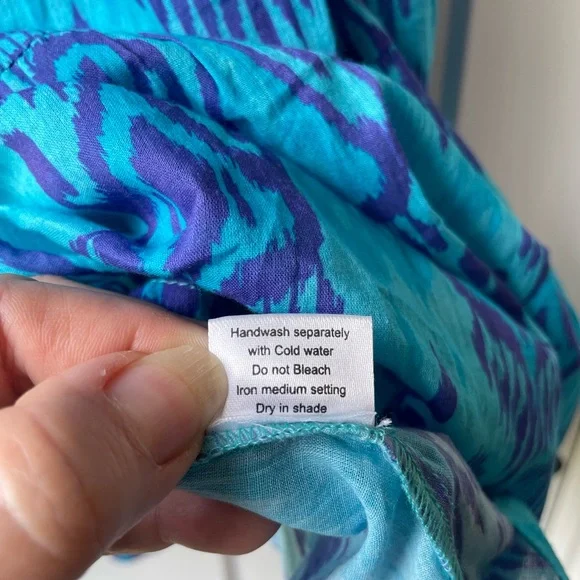 Handwash separately
with Cold water
Do not Bleach
Iron medium setting
Dry in shade